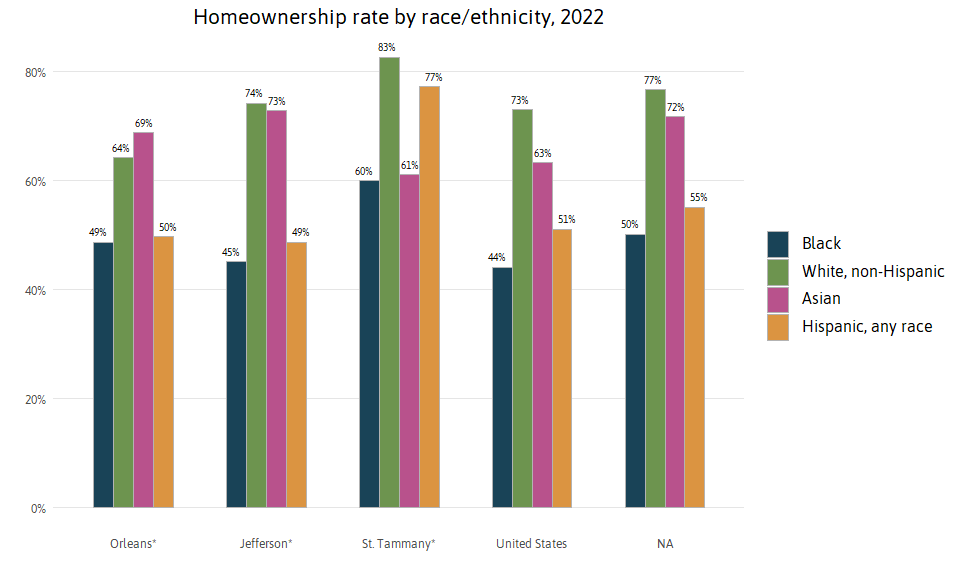 Homeownership rate by race/ethnicity, 2022
83%
80%
77%
77%
74%
73%
73%
72%
69%
64%
63%
60%
60%
61%
55%
49%
50%
45%
49%
51%
44%
50%
40%
20%
0%
Black
White, non-Hispanic
Asian
Hispanic, any race
Orleans*
Jefferson*
St. Tammany*
United States
NA